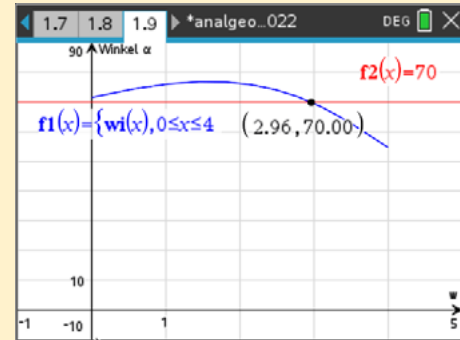 1.7 1.8 1.9 *analgeo...022 DEG
90 Winkel α
f2(x)=70
f1(x)={wi(x),0≤x≤4
(2.96,70.00)
10
w
-1 -10 1 5